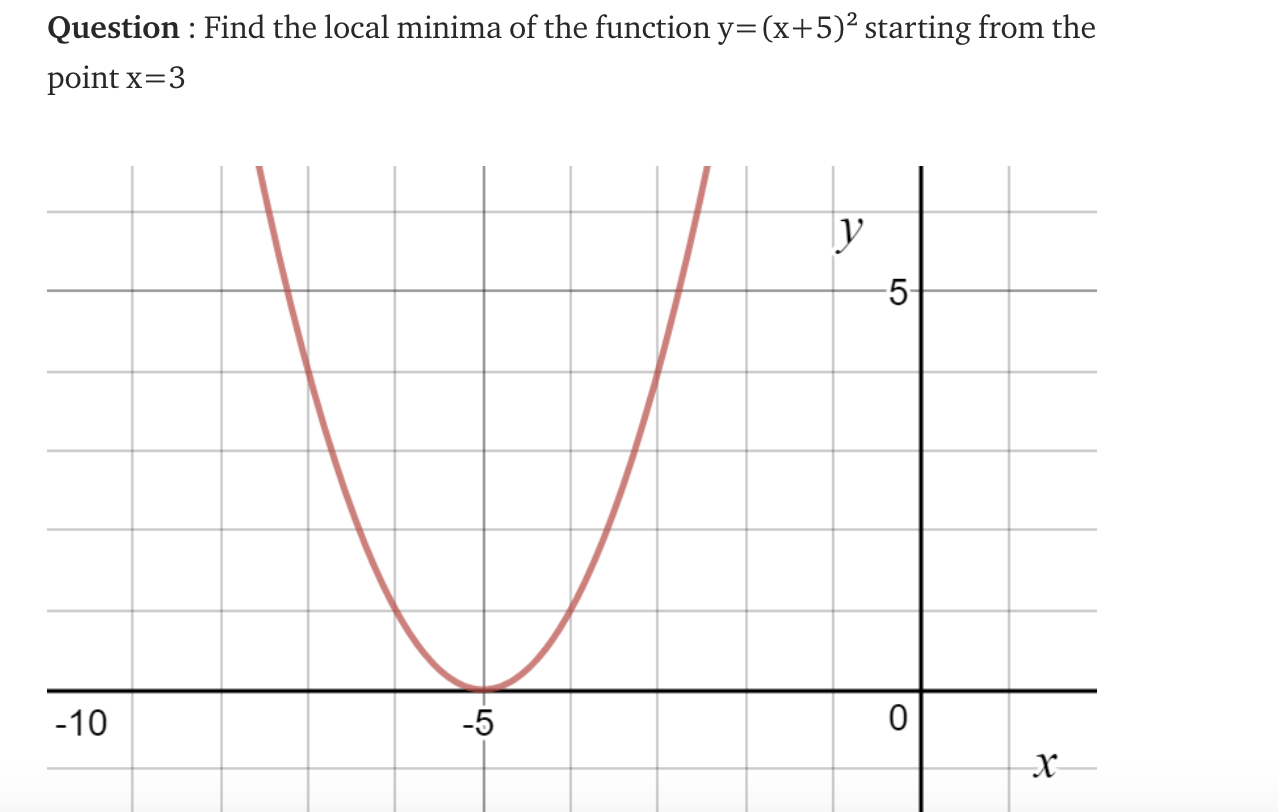 Question : Find the local minima of the function y=(x+5)² starting from the
point x=3
y
5
-10
-5
0
x